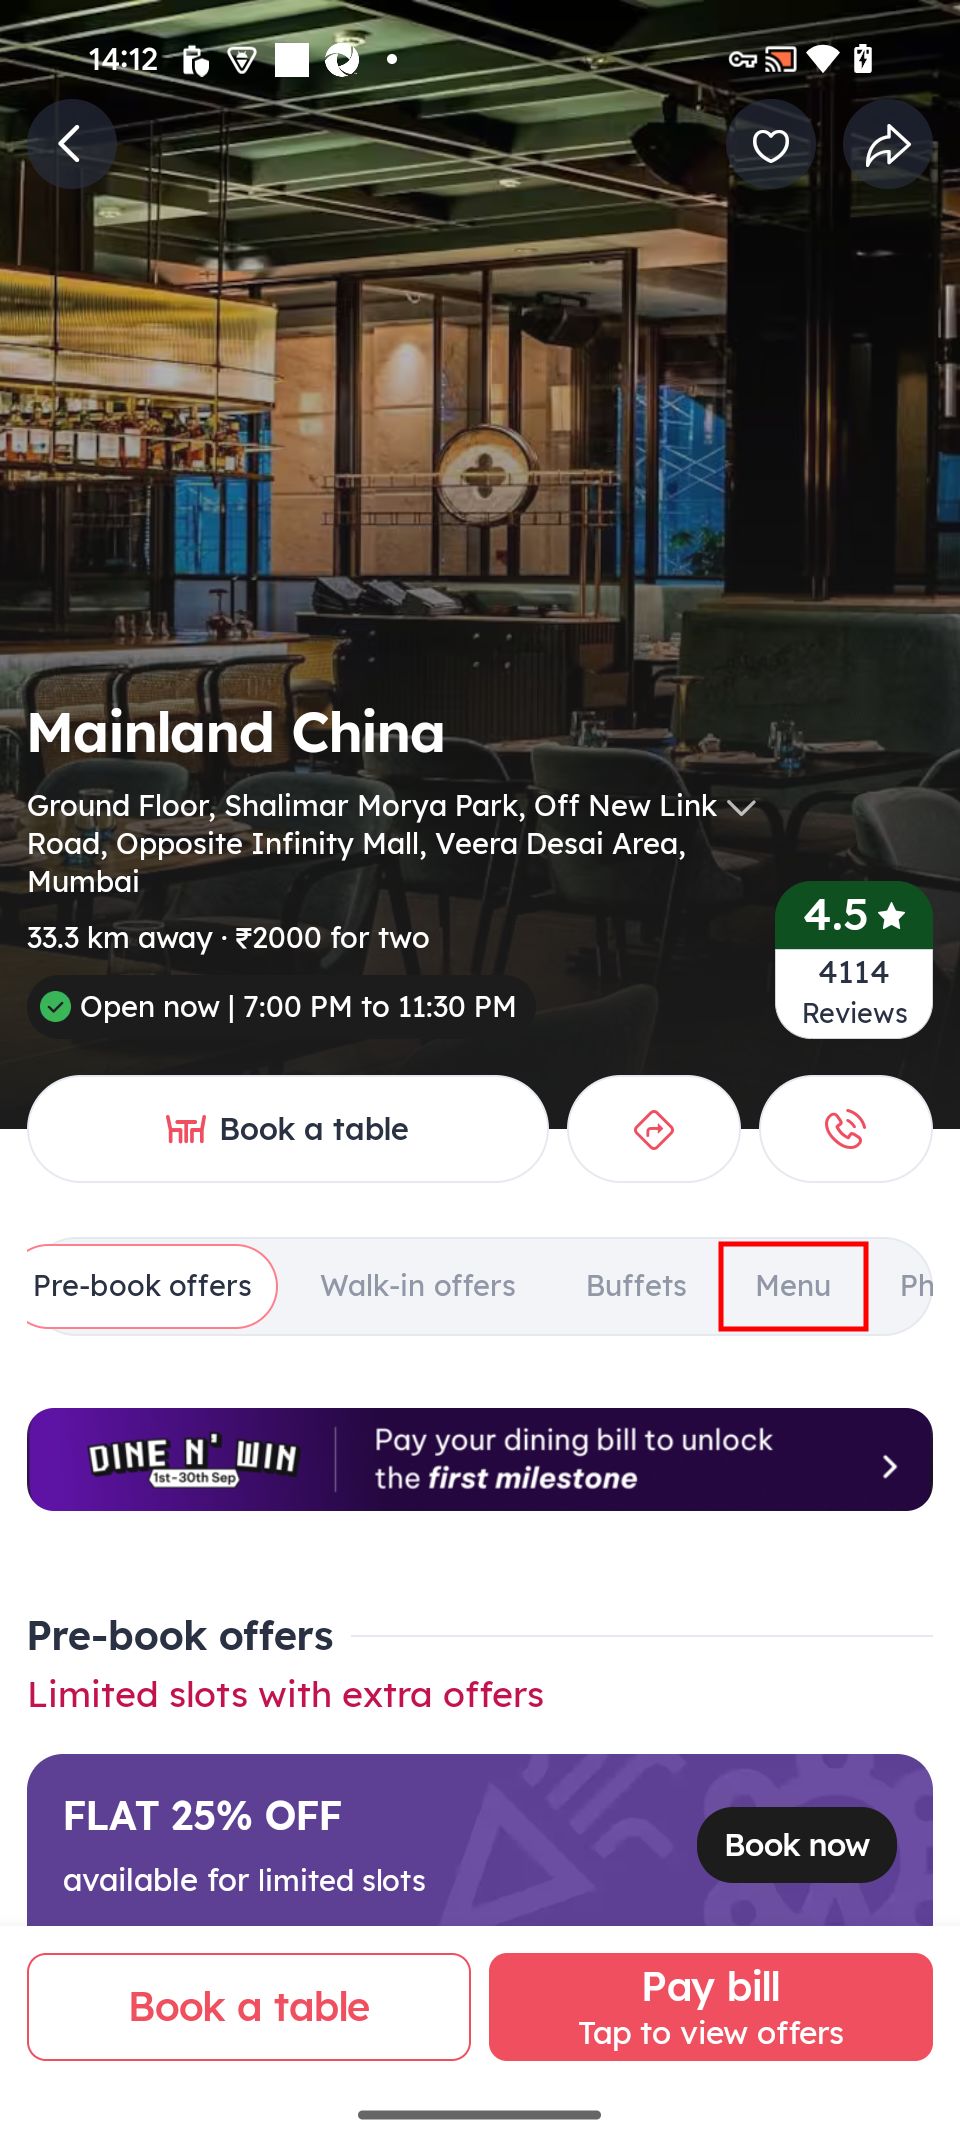 14:12
Mainland China
Ground Floor, Shalimar Morya Park, Off New Link
Road, Opposite Infinity Mall, Veera Desai Area,
Mumbai
33.3 km away · ₹2000 for two
Open now | 7:00 PM to 11:30 PM
4.5
4114
Reviews
Book a table
Pre-book offers Walk-in offers Buffets Menu Ph
DINE N' WIN
1st-30th Sep
Pay your dining bill to unlock
the first milestone
Pre-book offers
Limited slots with extra offers
FLAT 25% OFF
available for limited slots
Book now
Book a table
Pay bill
Tap to view offers